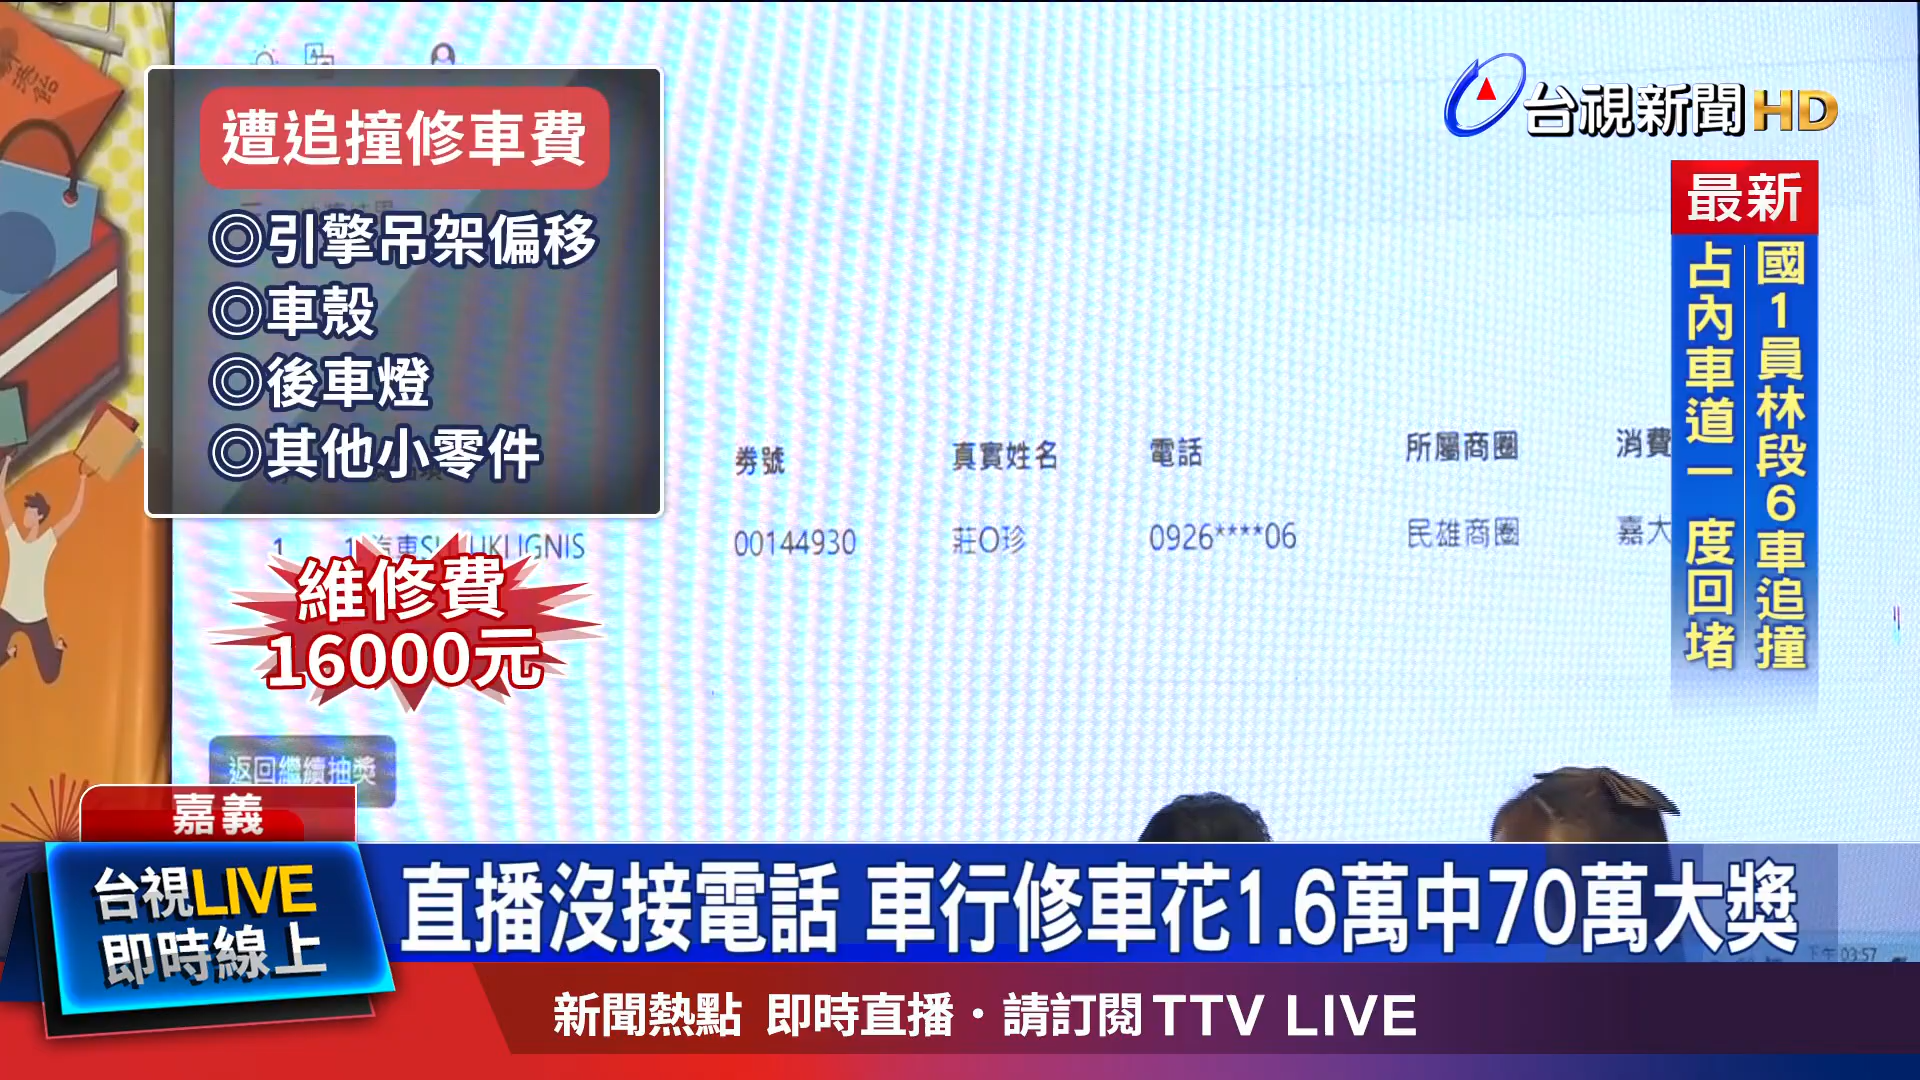 台視新聞HD
遭追撞修車費
◎引擎吊架偏移
◎車殼
◎後車燈
◎其他小零件
最新
國1員林段6車追撞
占內車道一度回堵
券號 真實姓名 電話 所屬商圈 消費
1 00144930 莊O珍 0926****06 民雄商圈 嘉大
IGNIS
維修費
16000元
返回繼續抽獎
嘉義
台視LIVE
即時線上
直播沒接電話 車行修車花1.6萬中70萬大獎
下午 03:57
新聞熱點 即時直播・請訂閱TTV LIVE